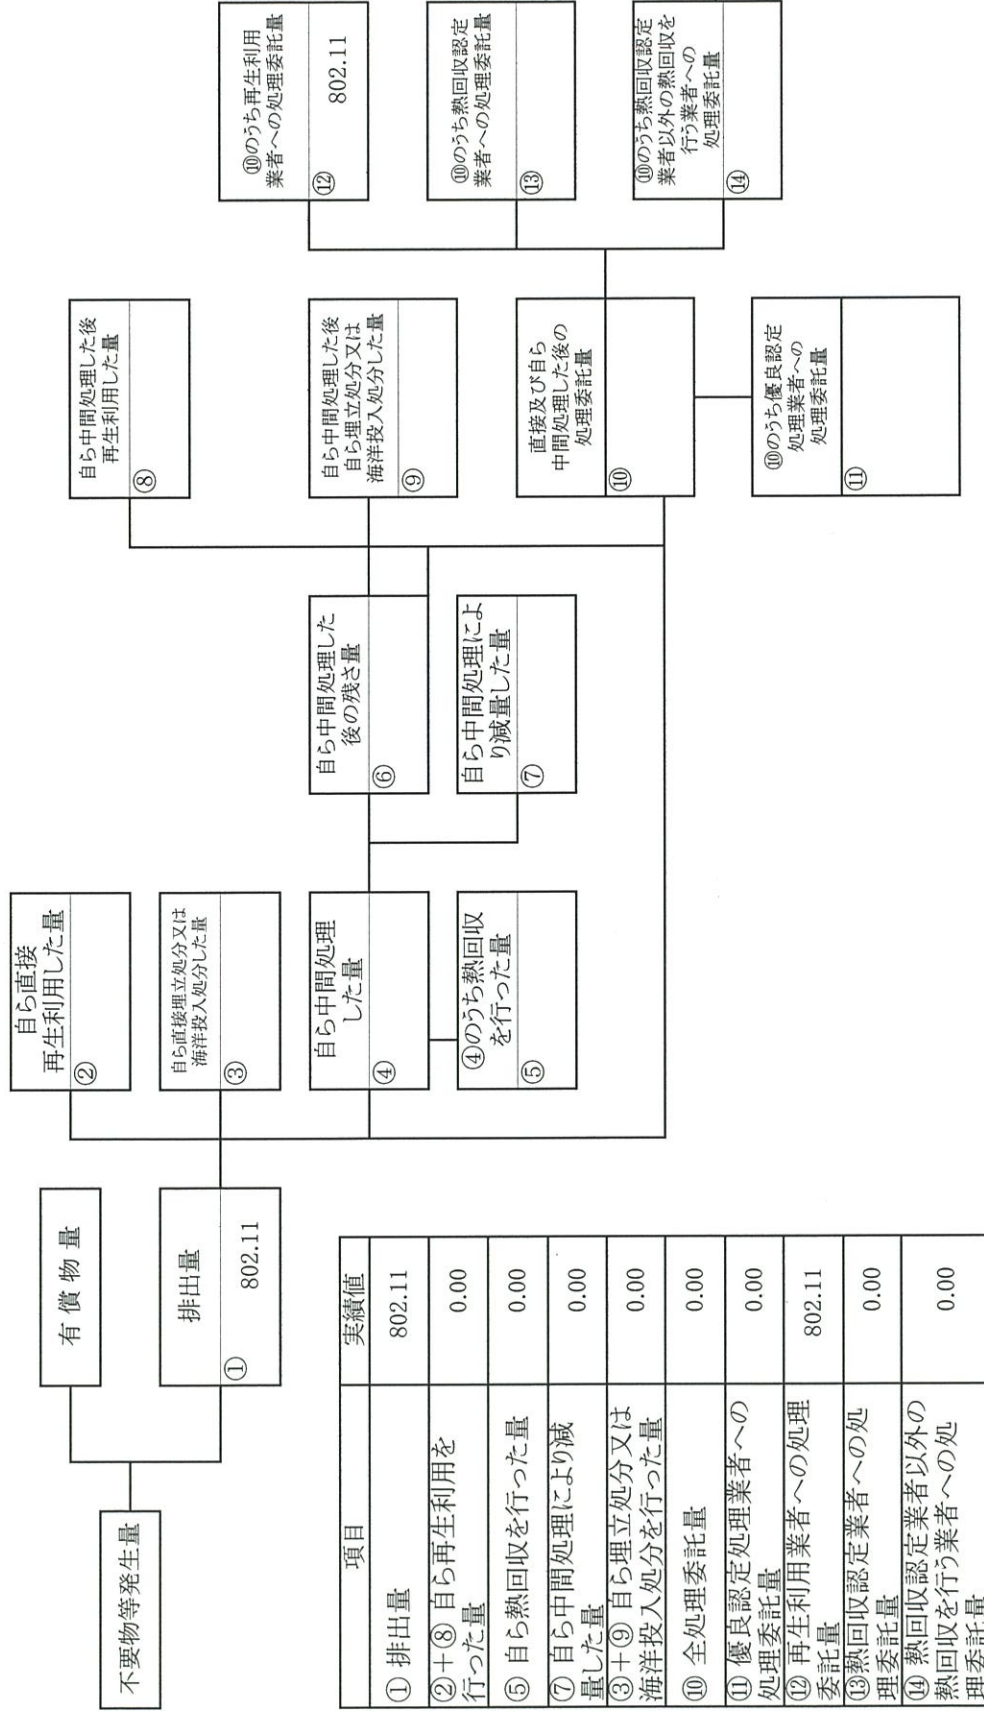 不要物等発生量
有償物量
排出量
①
802.11
自ら直接
再生利用した量
②
自ら直接埋立処分又は
海洋投入処分した量
③
自ら中間処理
した量
④
④のうち熱回収
を行った量
⑤
自ら中間処理した
後の残さ量
⑥
自ら中間処理によ
り減量した量
⑦
自ら中間処理した後
再生利用した量
⑧
自ら中間処理した後
自ら埋立処分又は
海洋投入処分した量
⑨
直接及び自ら
中間処理した後の
処理委託量
⑩
⑩のうち優良認定
処理業者への
処理委託量
⑪
⑩のうち再生利用
業者への処理委託量
⑫
802.11
⑩のうち熱回収認定
業者への処理委託量
⑬
⑩のうち熱回収認定
業者以外の熱回収を
行う業者への
処理委託量
⑭
項目 実績値
① 排出量 802.11
②+⑧ 自ら再生利用を
行った量 0.00
⑤ 自ら熱回収を行った量 0.00
⑦ 自ら中間処理により減
量した量 0.00
③+⑨ 自ら埋立処分又は
海洋投入処分を行った量 0.00
⑩ 全処理委託量 0.00
⑪ 優良認定処理業者への
処理委託量 0.00
⑫ 再生利用業者への処理
委託量 802.11
⑬熱回収認定業者への処
理委託量 0.00
⑭ 熱回収認定業者以外の
熱回収を行う業者への処
理委託量 0.00